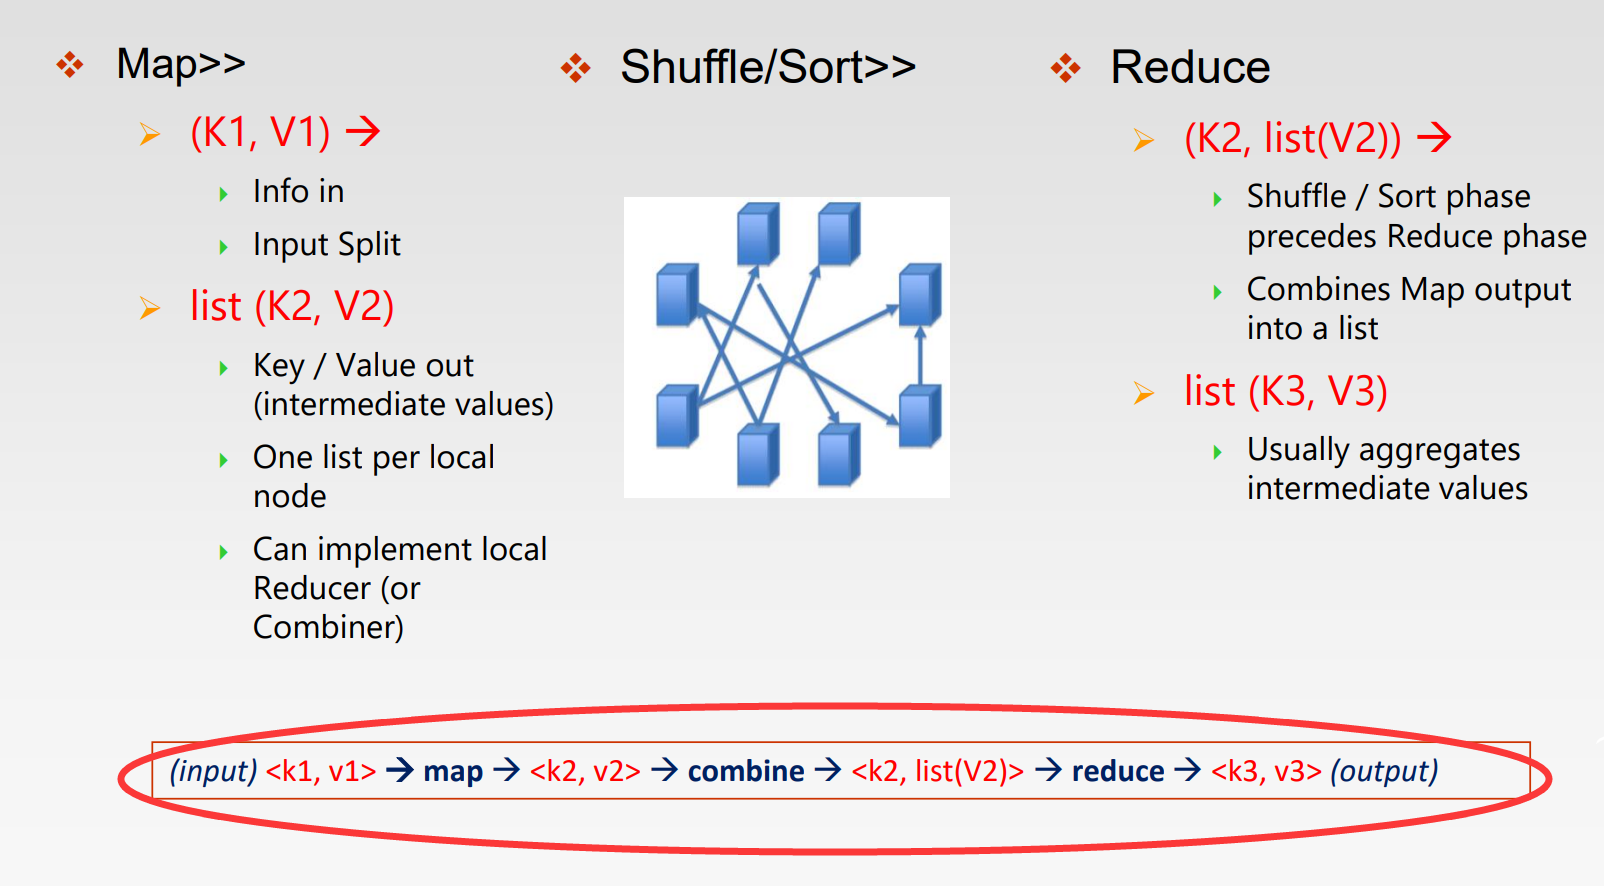 Map>>
(K1, V1) →
Info in
Input Split
list (K2, V2)
Key / Value out
(intermediate values)
One list per local
node
Can implement local
Reducer (or
Combiner)
Shuffle/Sort>>
Reduce
(K2, list(V2)) →
Shuffle / Sort phase
precedes Reduce phase
Combines Map output
into a list
list (K3, V3)
Usually aggregates
intermediate values
(input) <k1, v1> → map → <k2, v2> → combine → <k2, list(V2)> → reduce → <k3, v3> (output)